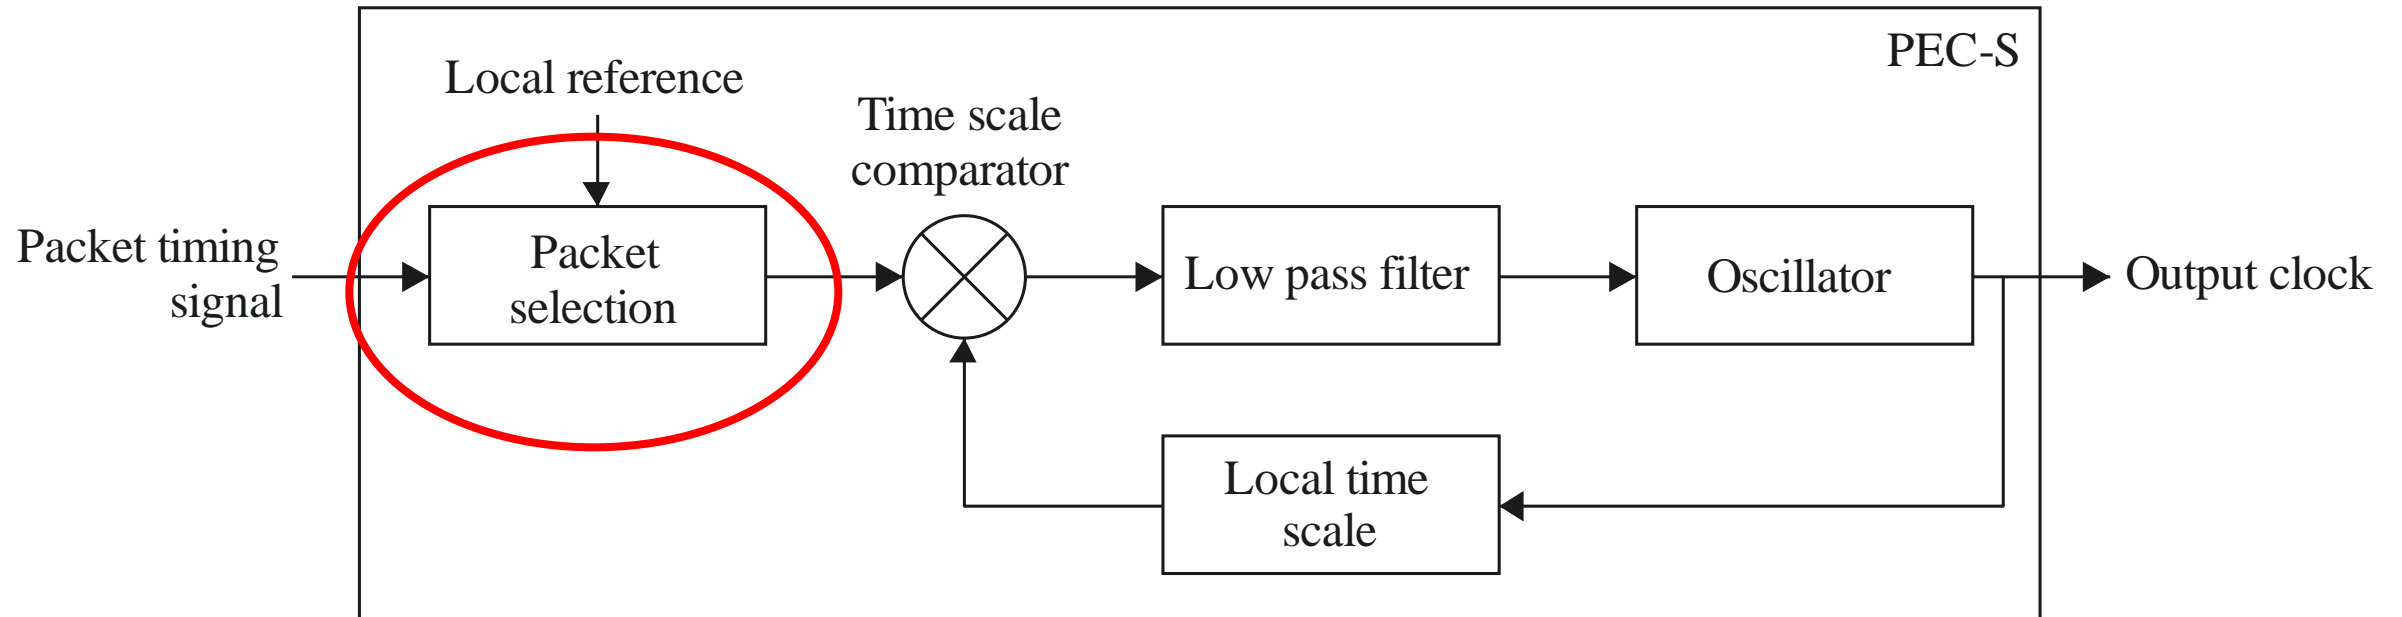 PEC-S
Local reference
Time scale
comparator
Packet timing
signal
Packet
selection
Low pass filter
Oscillator
Output clock
Local time
scale